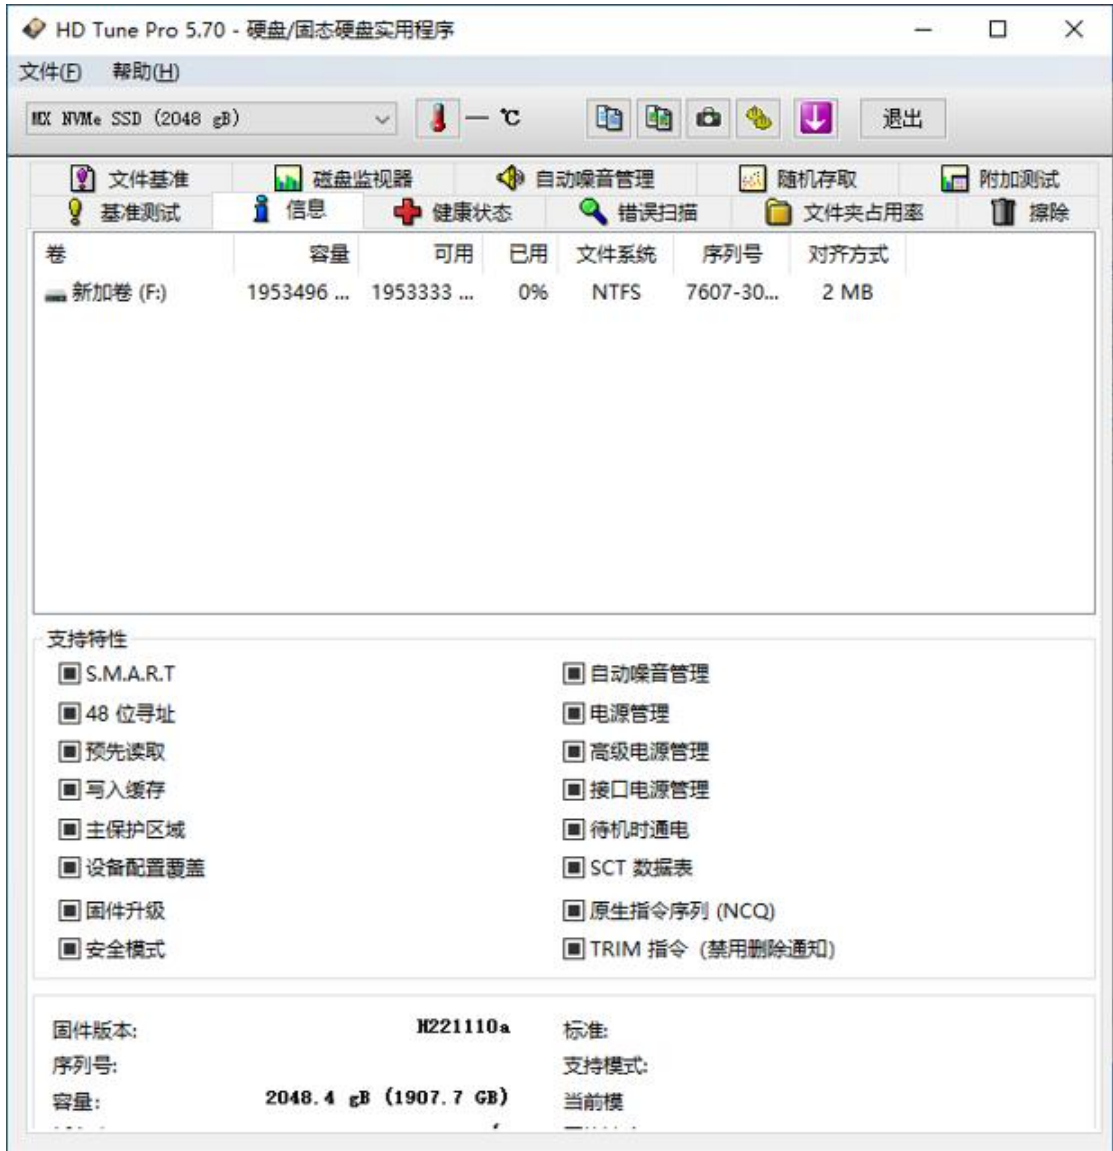 HD Tune Pro 5.70 - 硬盘/固态硬盘实用程序
文件(F) 帮助(H)
MX NVMe SSD (2048 gB) — ℃ 退出
文件基准 磁盘监视器 自动噪音管理 随机存取 附加测试
基准测试 信息 健康状态 错误扫描 文件夹占用率 擦除
卷 容量 可用 已用 文件系统 序列号 对齐方式
新加卷 (F:) 1953496 ... 1953333 ... 0% NTFS 7607-30... 2 MB
支持特性
S.M.A.R.T 自动噪音管理
48 位寻址 电源管理
预先读取 高级电源管理
写入缓存 接口电源管理
主保护区域 待机时通电
设备配置覆盖 SCT 数据表
固件升级 原生指令序列 (NCQ)
安全模式 TRIM 指令 (禁用删除通知)
固件版本: H221110a 标准:
序列号: 支持模式:
容量: 2048.4 gB (1907.7 GB) 当前模